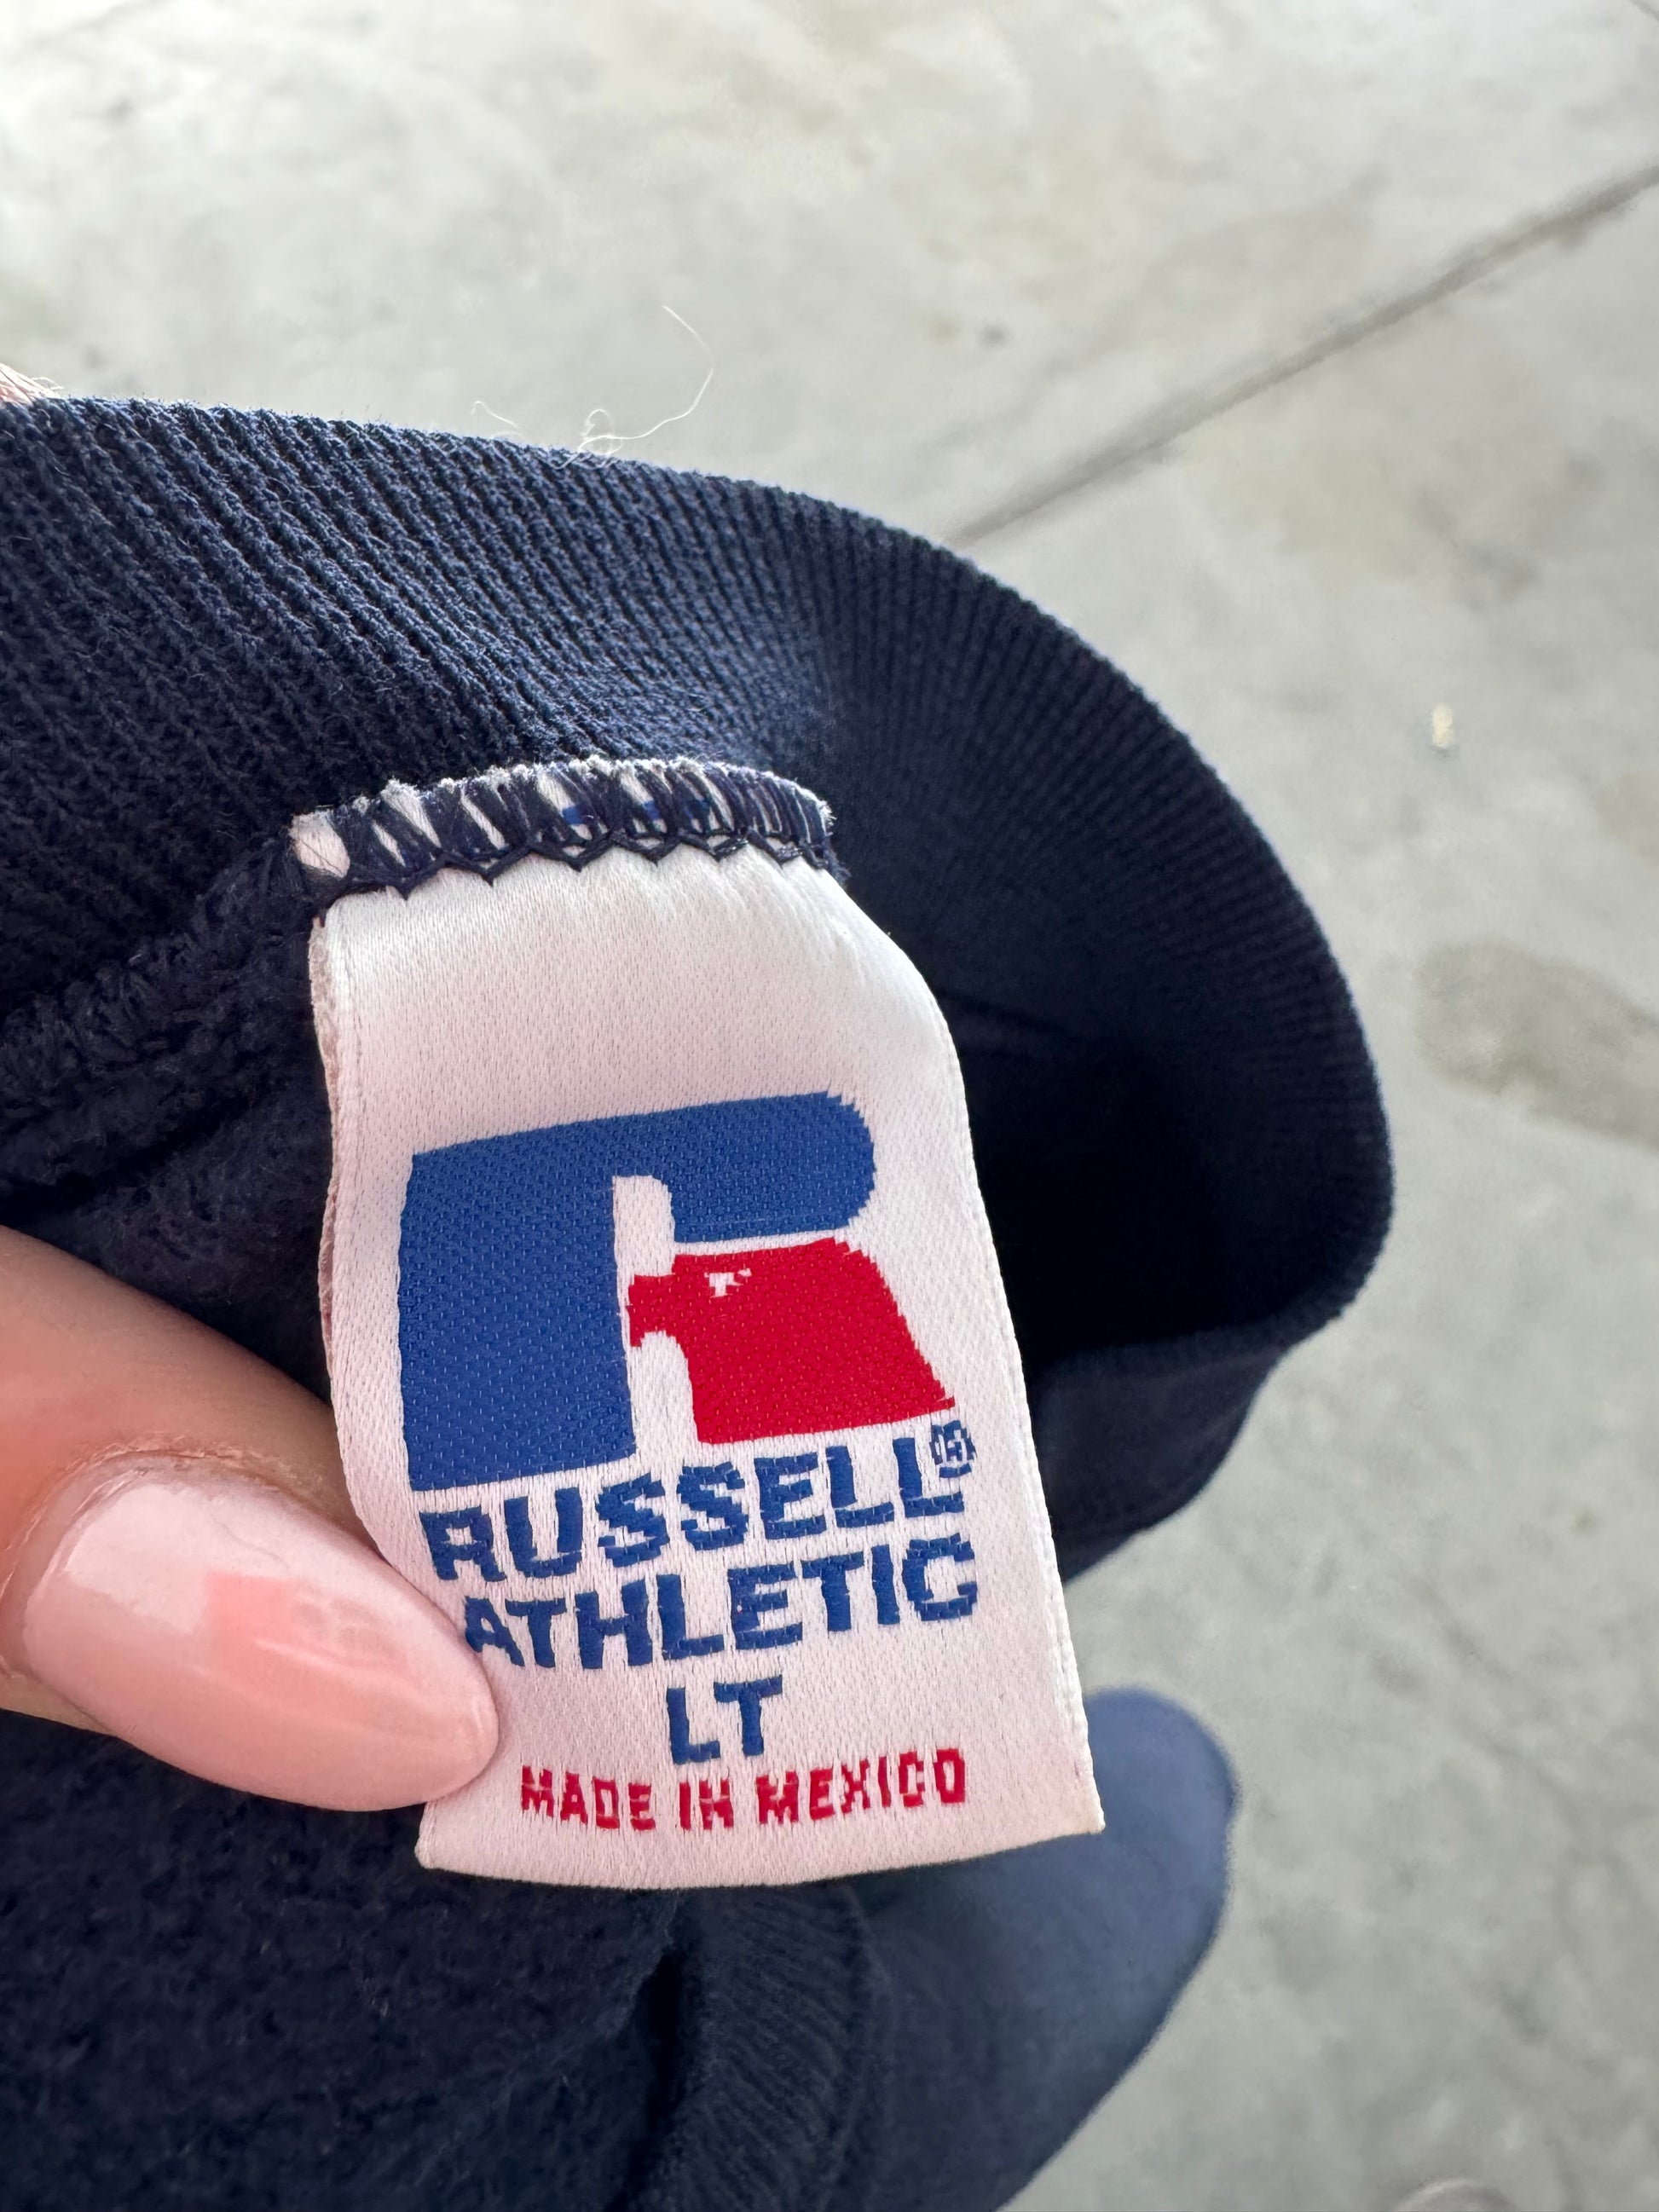 RUSSELL®
ATHLETIC
LT
MADE IN MEXICO